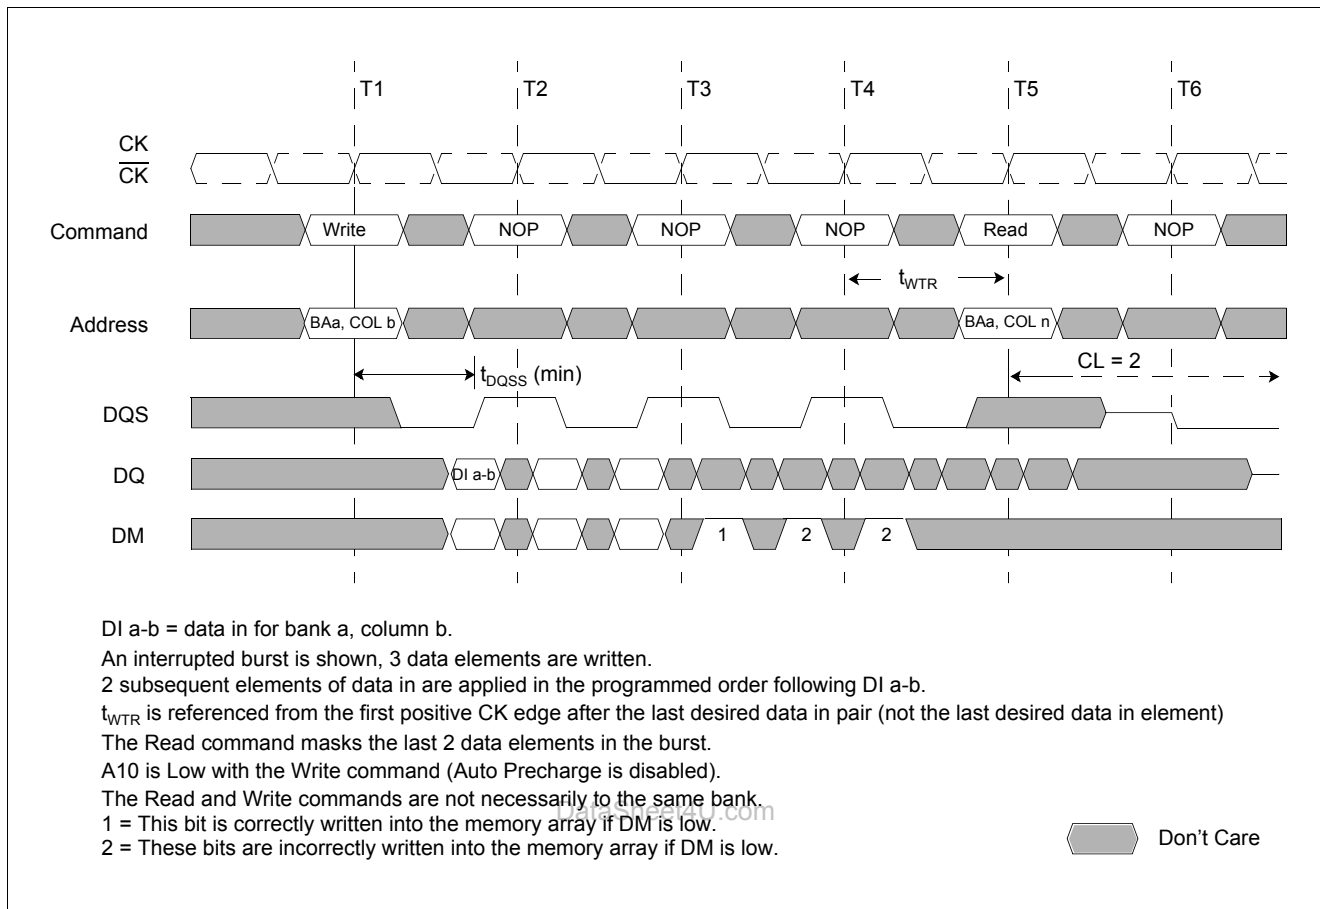 T1 T2 T3 T4 T5 T6
CK
CK
Command Write NOP NOP NOP Read NOP
tWTR
Address BAa, COL b BAa, COL n
CL = 2
tDQSS (min)
DQS
DQ DI a-b
DM 1 2 2
DI a-b = data in for bank a, column b.
An interrupted burst is shown, 3 data elements are written.
2 subsequent elements of data in are applied in the programmed order following DI a-b.
tWTR is referenced from the first positive CK edge after the last desired data in pair (not the last desired data in element)
The Read command masks the last 2 data elements in the burst.
A10 is Low with the Write command (Auto Precharge is disabled).
The Read and Write commands are not necessarily to the same bank.
DataSheet4U.com
1 = This bit is correctly written into the memory array if DM is low.
2 = These bits are incorrectly written into the memory array if DM is low.
Don't Care